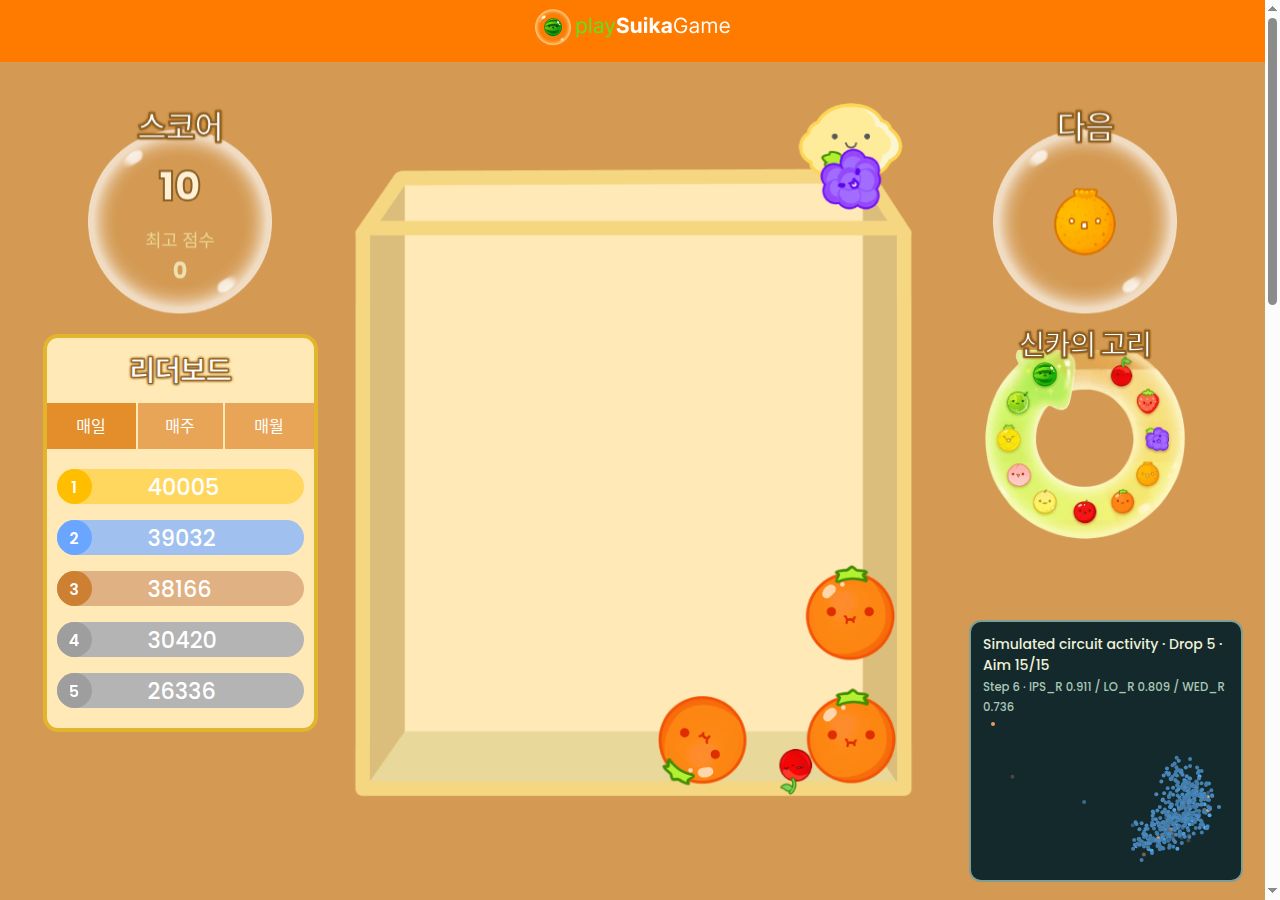 playSuikaGame
스코어
10
최고 점수
0
다음
리더보드
매일
매주
매월
1 40005
2 39032
3 38166
4 30420
5 26336
신카의 고리
Simulated circuit activity · Drop 5 ·
Aim 15/15
Step 6 · IPS_R 0.911 / LO_R 0.809 / WED_R
0.736